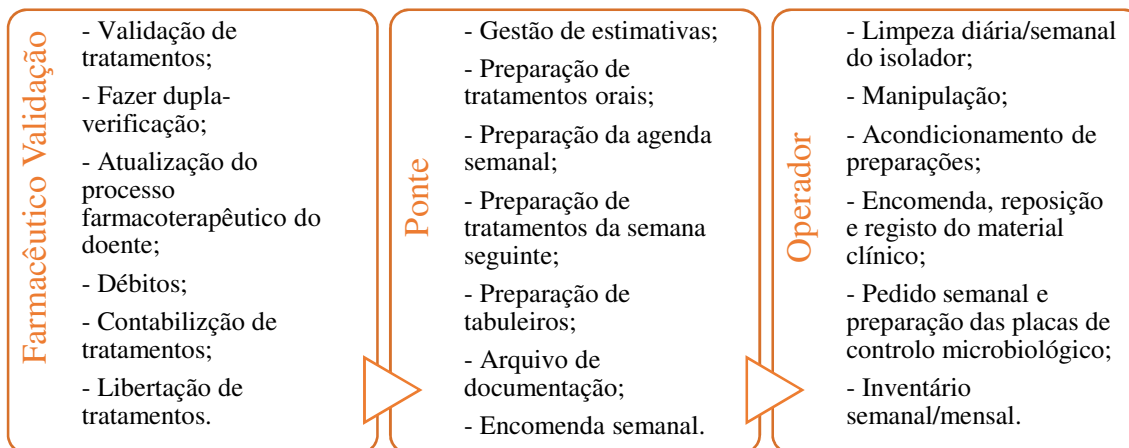 Farmacêutico Validação
- Validação de
tratamentos;
- Fazer dupla-
verificação;
- Atualização do
processo
farmacoterapêutico do
doente;
- Débitos;
- Contabilizção de
tratamentos;
- Libertação de
tratamentos.
Ponte
- Gestão de estimativas;
- Preparação de
tratamentos orais;
- Preparação da agenda
semanal;
- Preparação de
tratamentos da semana
seguinte;
- Preparação de
tabuleiros;
- Arquivo de
documentação;
- Encomenda semanal.
Operador
- Limpeza diária/semanal
do isolador;
- Manipulação;
- Acondicionamento de
preparações;
- Encomenda, reposição
e registo do material
clínico;
- Pedido semanal e
preparação das placas de
controlo microbiológico;
- Inventário
semanal/mensal.